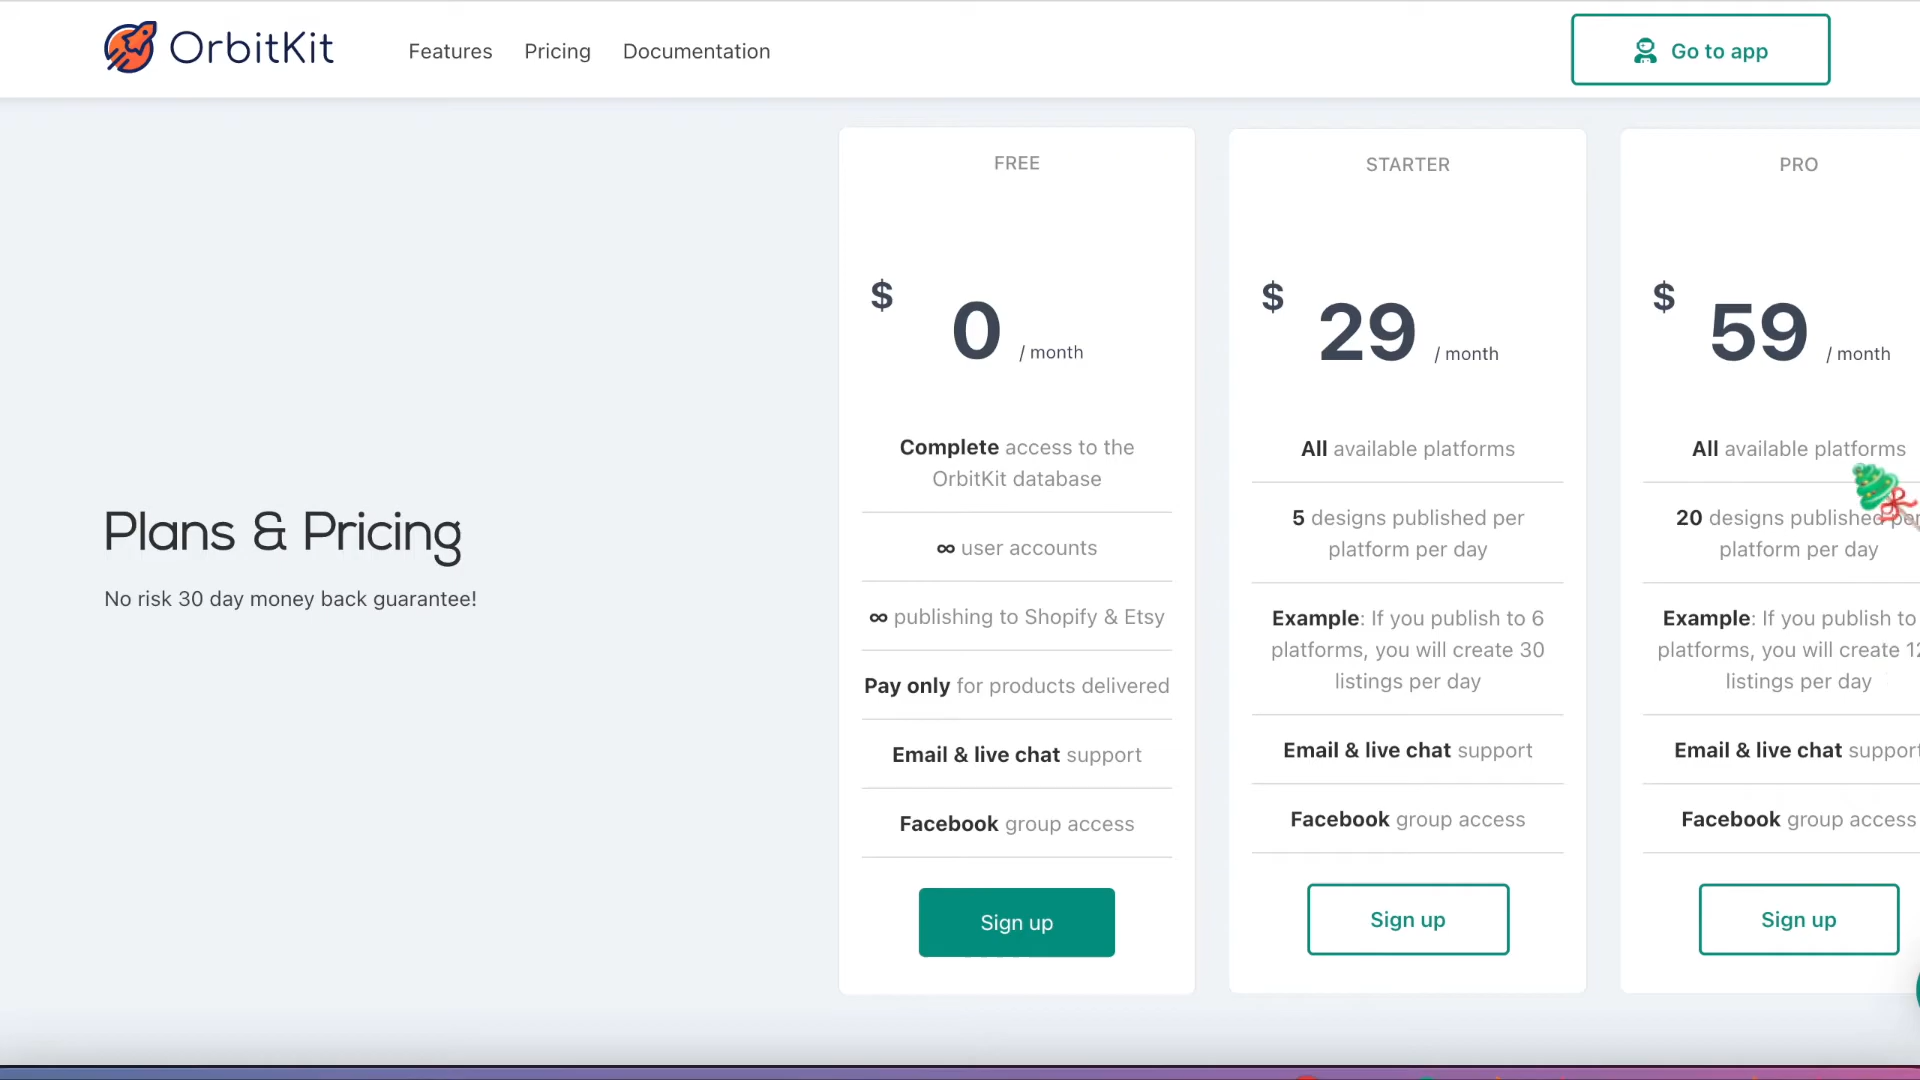 OrbitKit
Features
Pricing
Documentation
Go to app
Plans & Pricing
No risk 30 day money back guarantee!
FREE
$ 0 / month
Complete access to the
OrbitKit database
∞ user accounts
∞ publishing to Shopify & Etsy
Pay only for products delivered
Email & live chat support
Facebook group access
Sign up
STARTER
$ 29 / month
All available platforms
5 designs published per
platform per day
Example: If you publish to 6
platforms, you will create 30
listings per day
Email & live chat support
Facebook group access
Sign up
PRO
$ 59 / month
All available platforms
20 designs published
platform per day
Example: If you publish to
platforms, you will create
listings per day
Email & live chat support
Facebook group access
Sign up